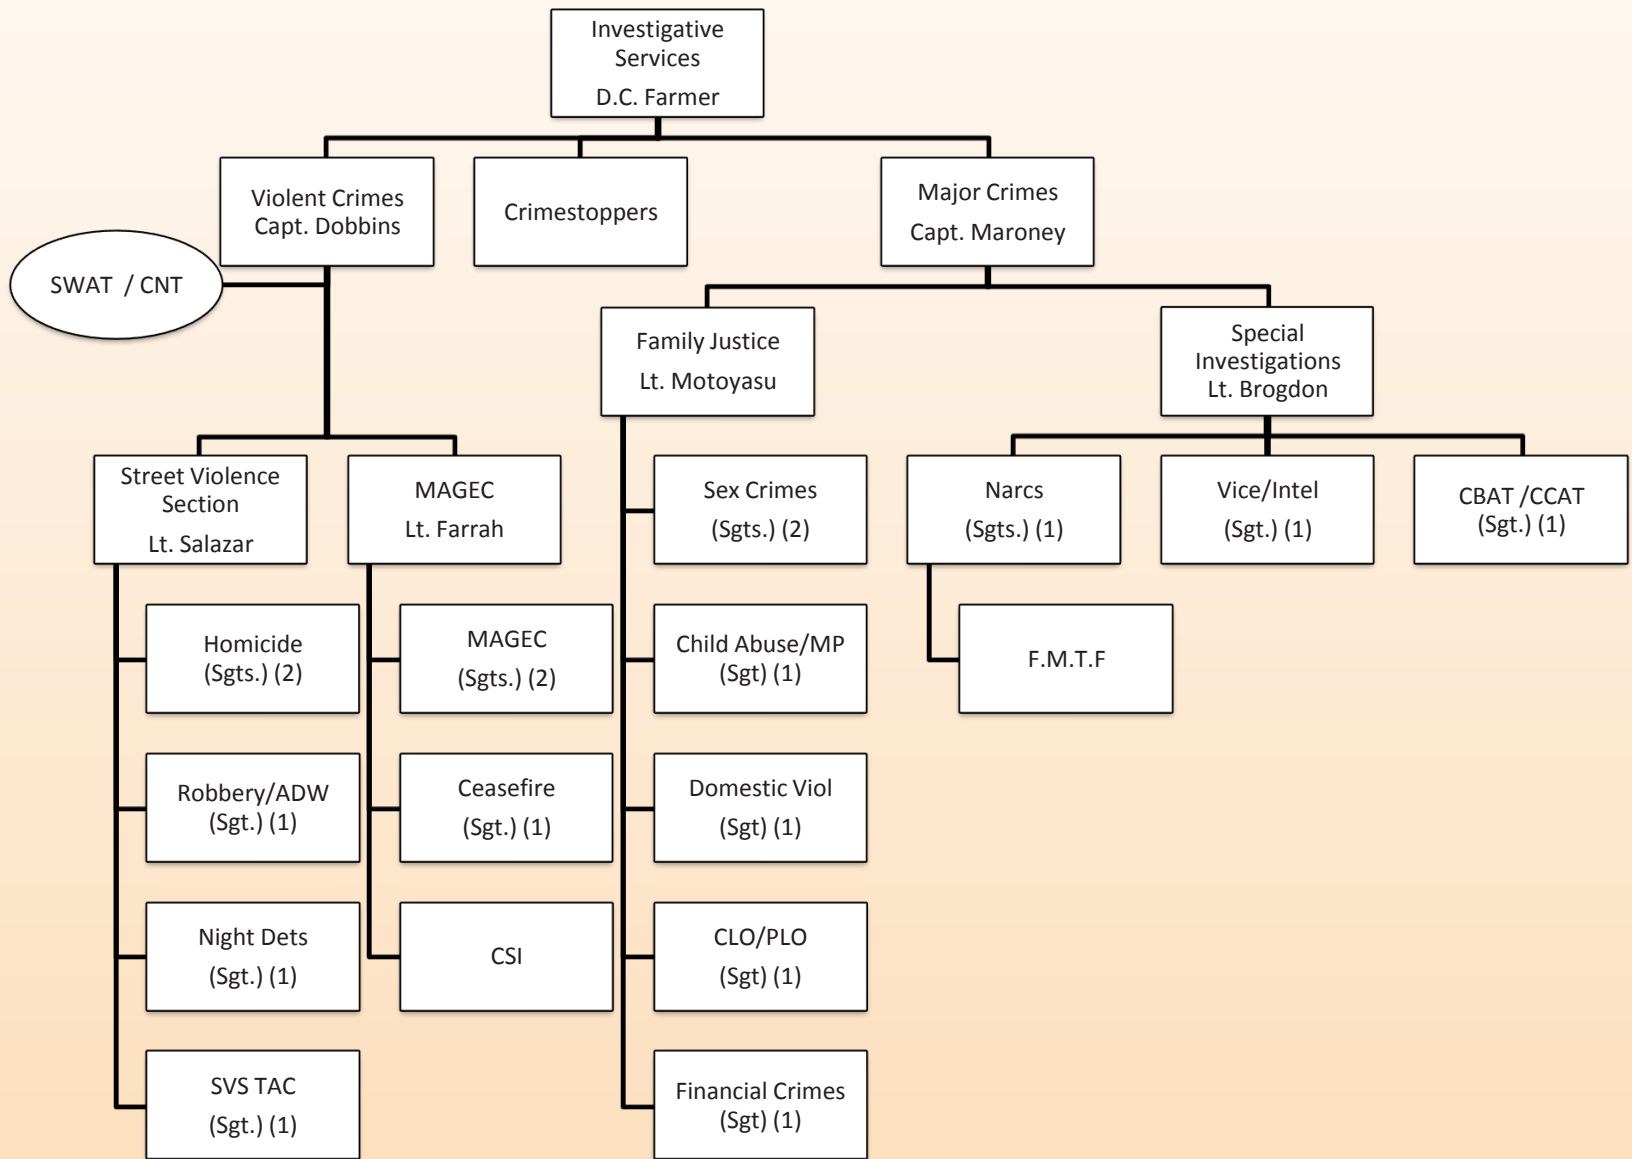 Investigative
Services
D.C. Farmer
Violent Crimes
Capt. Dobbins
Crimestoppers
Major Crimes
Capt. Maroney
SWAT / CNT
Family Justice
Lt. Motoyasu
Special
Investigations
Lt. Brogdon
Street Violence
Section
Lt. Salazar
MAGEC
Lt. Farrah
Sex Crimes
(Sgts.) (2)
Narcs
(Sgts.) (1)
Vice/Intel
(Sgt.) (1)
CBAT /CCAT
(Sgt.) (1)
Homicide
(Sgts.) (2)
MAGEC
(Sgts.) (2)
Child Abuse/MP
(Sgt) (1)
F.M.T.F
Robbery/ADW
(Sgt.) (1)
Ceasefire
(Sgt.) (1)
Domestic Viol
(Sgt) (1)
Night Dets
(Sgt.) (1)
CSI
CLO/PLO
(Sgt) (1)
SVS TAC
(Sgt.) (1)
Financial Crimes
(Sgt) (1)